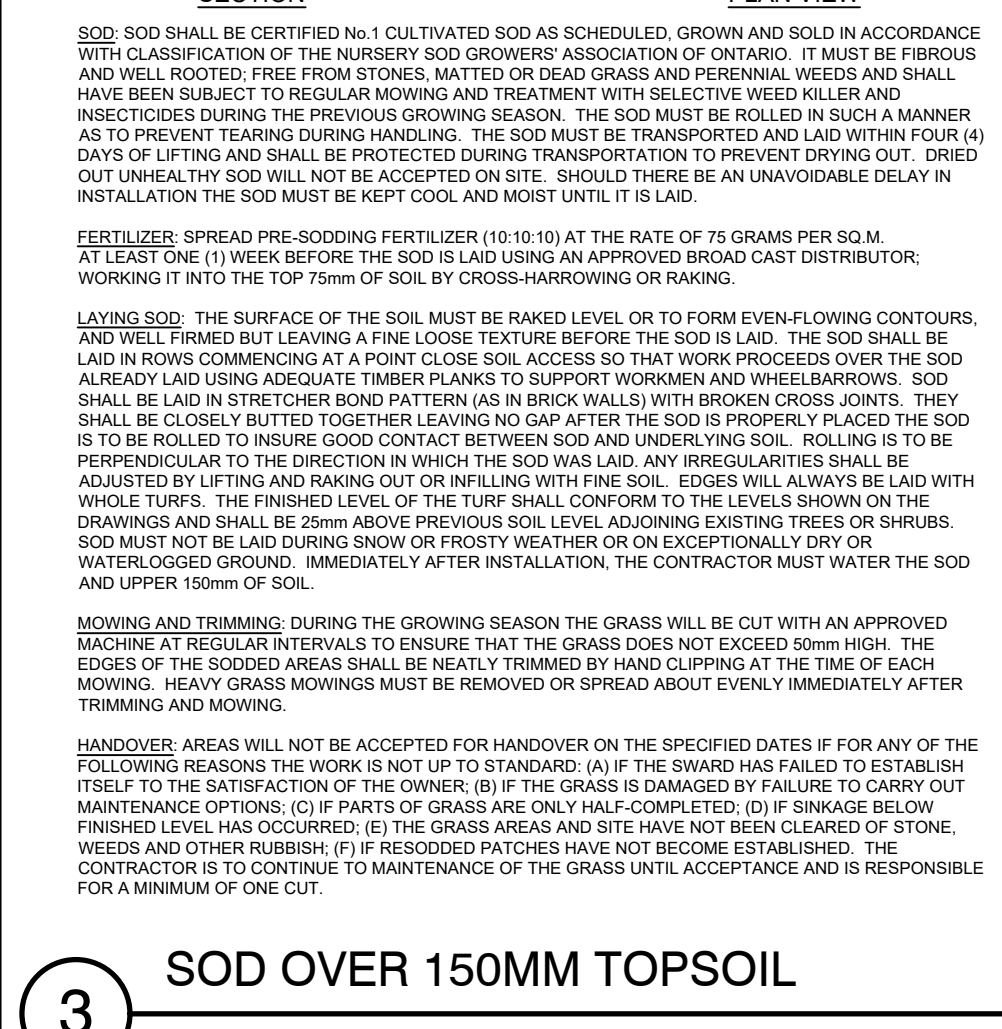 SECTION PLAN VIEW
SOD: SOD SHALL BE CERTIFIED No.1 CULTIVATED SOD AS SCHEDULED, GROWN AND SOLD IN ACCORDANCE
WITH CLASSIFICATION OF THE NURSERY SOD GROWERS' ASSOCIATION OF ONTARIO. IT MUST BE FIBROUS
AND WELL ROOTED; FREE FROM STONES, MATTED OR DEAD GRASS AND PERENNIAL WEEDS AND SHALL
HAVE BEEN SUBJECT TO REGULAR MOWING AND TREATMENT WITH SELECTIVE WEED KILLER AND
INSECTICIDES DURING THE PREVIOUS GROWING SEASON. THE SOD MUST BE ROLLED IN SUCH A MANNER
AS TO PREVENT TEARING DURING HANDLING. THE SOD MUST BE TRANSPORTED AND LAID WITHIN FOUR (4)
DAYS OF LIFTING AND SHALL BE PROTECTED DURING TRANSPORTATION TO PREVENT DRYING OUT. DRIED
OUT UNHEALTHY SOD WILL NOT BE ACCEPTED ON SITE. SHOULD THERE BE AN UNAVOIDABLE DELAY IN
INSTALLATION THE SOD MUST BE KEPT COOL AND MOIST UNTIL IT IS LAID.
FERTILIZER: SPREAD PRE-SODDING FERTILIZER (10:10:10) AT THE RATE OF 75 GRAMS PER SQ.M.
AT LEAST ONE (1) WEEK BEFORE THE SOD IS LAID USING AN APPROVED BROAD CAST DISTRIBUTOR;
WORKING IT INTO THE TOP 75mm OF SOIL BY CROSS-HARROWING OR RAKING.
LAYING SOD: THE SURFACE OF THE SOIL MUST BE RAKED LEVEL OR TO FORM EVEN-FLOWING CONTOURS,
AND WELL FIRMED BUT LEAVING A FINE LOOSE TEXTURE BEFORE THE SOD IS LAID. THE SOD SHALL BE
LAID IN ROWS COMMENCING AT A POINT CLOSE SOIL ACCESS SO THAT WORK PROCEEDS OVER THE SOD
ALREADY LAID USING ADEQUATE TIMBER PLANKS TO SUPPORT WORKMEN AND WHEELBARROWS. SOD
SHALL BE LAID IN STRETCHER BOND PATTERN (AS IN BRICK WALLS) WITH BROKEN CROSS JOINTS. THEY
SHALL BE CLOSELY BUTTED TOGETHER LEAVING NO GAP AFTER THE SOD IS PROPERLY PLACED THE SOD
IS TO BE ROLLED TO INSURE GOOD CONTACT BETWEEN SOD AND UNDERLYING SOIL. ROLLING IS TO BE
PERPENDICULAR TO THE DIRECTION IN WHICH THE SOD WAS LAID. ANY IRREGULARITIES SHALL BE
ADJUSTED BY LIFTING AND RAKING OUT OR INFILLING WITH FINE SOIL. EDGES WILL ALWAYS BE LAID WITH
WHOLE TURFS. THE FINISHED LEVEL OF THE TURF SHALL CONFORM TO THE LEVELS SHOWN ON THE
DRAWINGS AND SHALL BE 25mm ABOVE PREVIOUS SOIL LEVEL ADJOINING EXISTING TREES OR SHRUBS.
SOD MUST NOT BE LAID DURING SNOW OR FROSTY WEATHER OR ON EXCEPTIONALLY DRY OR
WATERLOGGED GROUND. IMMEDIATELY AFTER INSTALLATION, THE CONTRACTOR MUST WATER THE SOD
AND UPPER 150mm OF SOIL.
MOWING AND TRIMMING: DURING THE GROWING SEASON THE GRASS WILL BE CUT WITH AN APPROVED
MACHINE AT REGULAR INTERVALS TO ENSURE THAT THE GRASS DOES NOT EXCEED 50mm HIGH. THE
EDGES OF THE SODDED AREAS SHALL BE NEATLY TRIMMED BY HAND CLIPPING AT THE TIME OF EACH
MOWING. HEAVY GRASS MOWINGS MUST BE REMOVED OR SPREAD ABOUT EVENLY IMMEDIATELY AFTER
TRIMMING AND MOWING.
HANDOVER: AREAS WILL NOT BE ACCEPTED FOR HANDOVER ON THE SPECIFIED DATES IF FOR ANY OF THE
FOLLOWING REASONS THE WORK IS NOT UP TO STANDARD: (A) IF THE SWARD HAS FAILED TO ESTABLISH
ITSELF TO THE SATISFACTION OF THE OWNER; (B) IF THE GRASS IS DAMAGED BY FAILURE TO CARRY OUT
MAINTENANCE OPTIONS; (C) IF PARTS OF GRASS ARE ONLY HALF-COMPLETED; (D) IF SINKAGE BELOW
FINISHED LEVEL HAS OCCURRED; (E) THE GRASS AREAS AND SITE HAVE NOT BEEN CLEARED OF STONE,
WEEDS AND OTHER RUBBISH; (F) IF RESODDED PATCHES HAVE NOT BECOME ESTABLISHED. THE
CONTRACTOR IS TO CONTINUE TO MAINTENANCE OF THE GRASS UNTIL ACCEPTANCE AND IS RESPONSIBLE
FOR A MINIMUM OF ONE CUT.
SOD OVER 150MM TOPSOIL
3